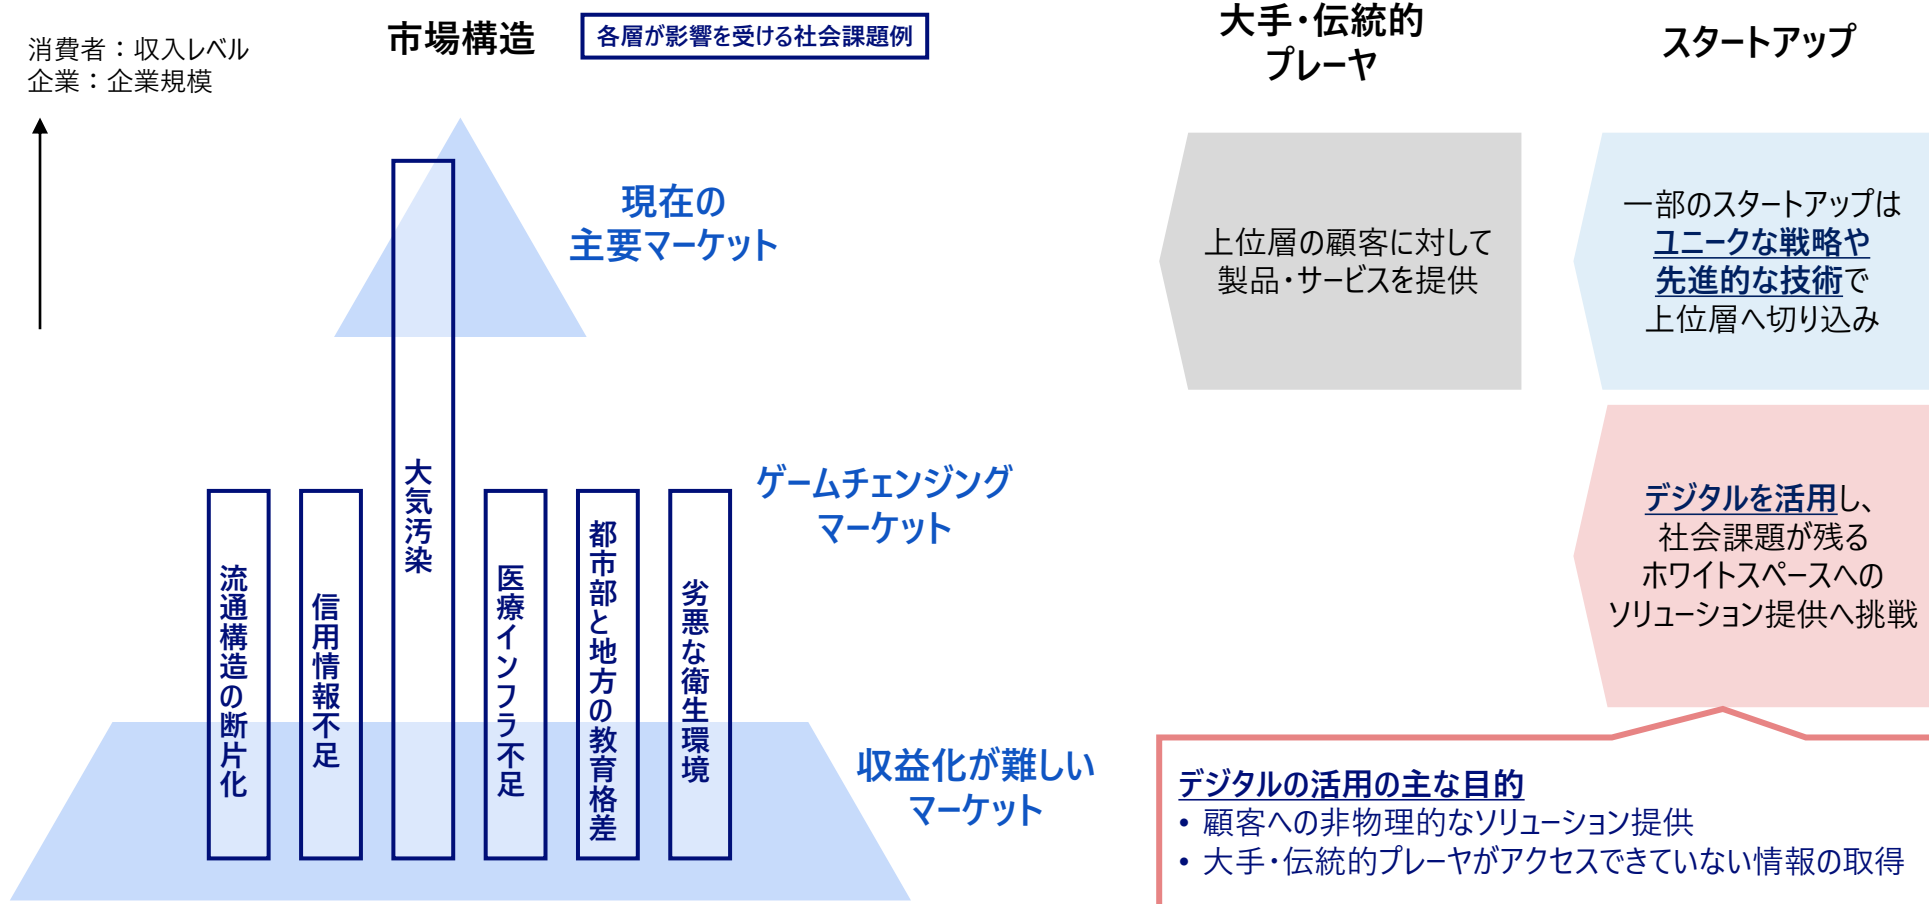 消費者：収入レベル
企業：企業規模
市場構造
各層が影響を受ける社会課題例
大手・伝統的
プレーヤ
スタートアップ
現在の
主要マーケット
上位層の顧客に対して
製品・サービスを提供
一部のスタートアップは
ユニークな戦略や
先進的な技術で
上位層へ切り込み
ゲームチェンジング
マーケット
デジタルを活用し、
社会課題が残る
ホワイトスペースへの
ソリューション提供へ挑戦
流通構造の断片化
信用情報不足
大気汚染
医療インフラ不足
都市部と地方の教育格差
劣悪な衛生環境
収益化が難しい
マーケット
デジタルの活用の主な目的
• 顧客への非物理的なソリューション提供
• 大手・伝統的プレーヤがアクセスできていない情報の取得